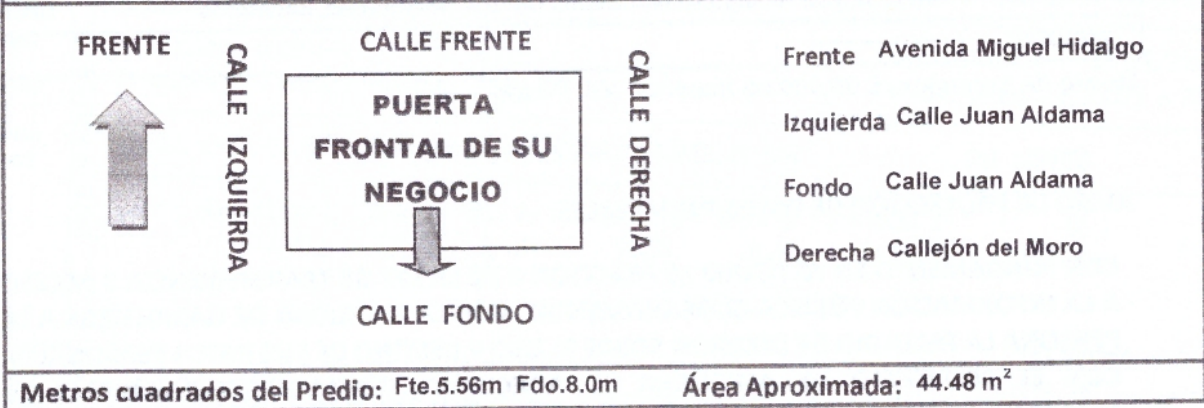 FRENTE
CALLE IZQUIERDA
CALLE FRENTE
PUERTA
FRONTAL DE SU
NEGOCIO
CALLE DERECHA
CALLE FONDO
Frente Avenida Miguel Hidalgo
Izquierda Calle Juan Aldama
Fondo Calle Juan Aldama
Derecha Callejón del Moro
Metros cuadrados del Predio: Fte.5.56m Fdo.8.0m Área Aproximada: 44.48 m²